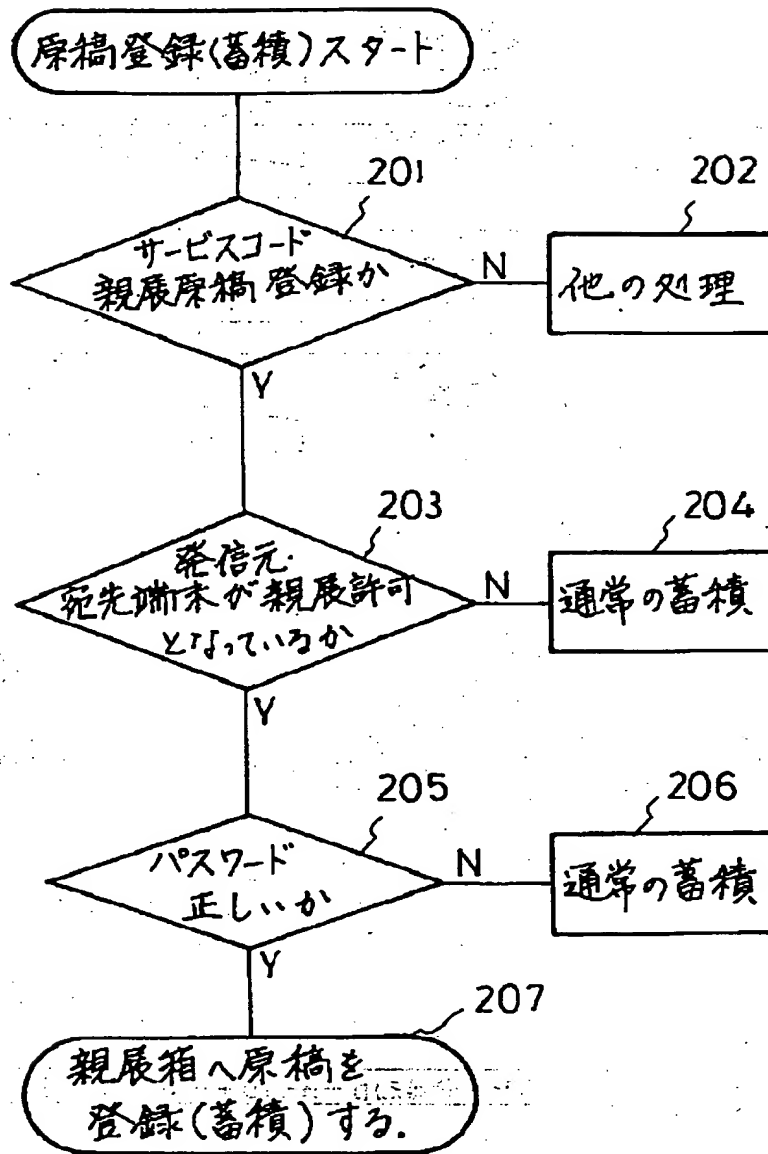 原稿登録(蓄積)スタート
201
サービスコード
親展原稿登録か
N
202
他の処理
Y
203
発信元・
宛先端末が親展許可
となっているか
N
204
通常の蓄積
Y
205
パスワード
正しいか
N
206
通常の蓄積
Y
207
親展箱へ原稿を
登録(蓄積)する.